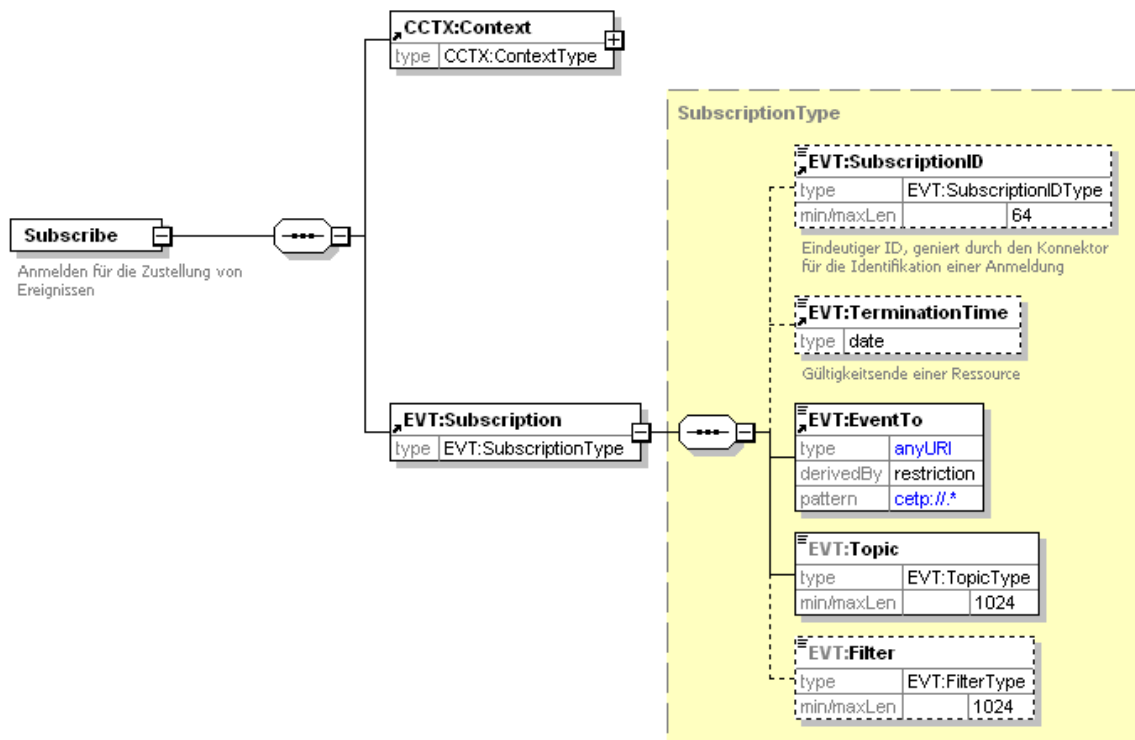 CCTX:Context
type CCTX:ContextType
SubscriptionType
EVT:SubscriptionID
type EVT:SubscriptionIDType
min/maxLen 64
Eindeutiger ID, geniert durch den Konnektor
für die Identifikation einer Anmeldung
Subscribe
Anmelden für die Zustellung von
Ereignissen
EVT:TerminationTime
type date
Gültigkeitsende einer Ressource
EVT:Subscription
type EVT:SubscriptionType
EVT:EventTo
type anyURI
derivedBy restriction
pattern cetp://.*
EVT:Topic
type EVT:TopicType
min/maxLen 1024
EVT:Filter
type EVT:FilterType
min/maxLen 1024